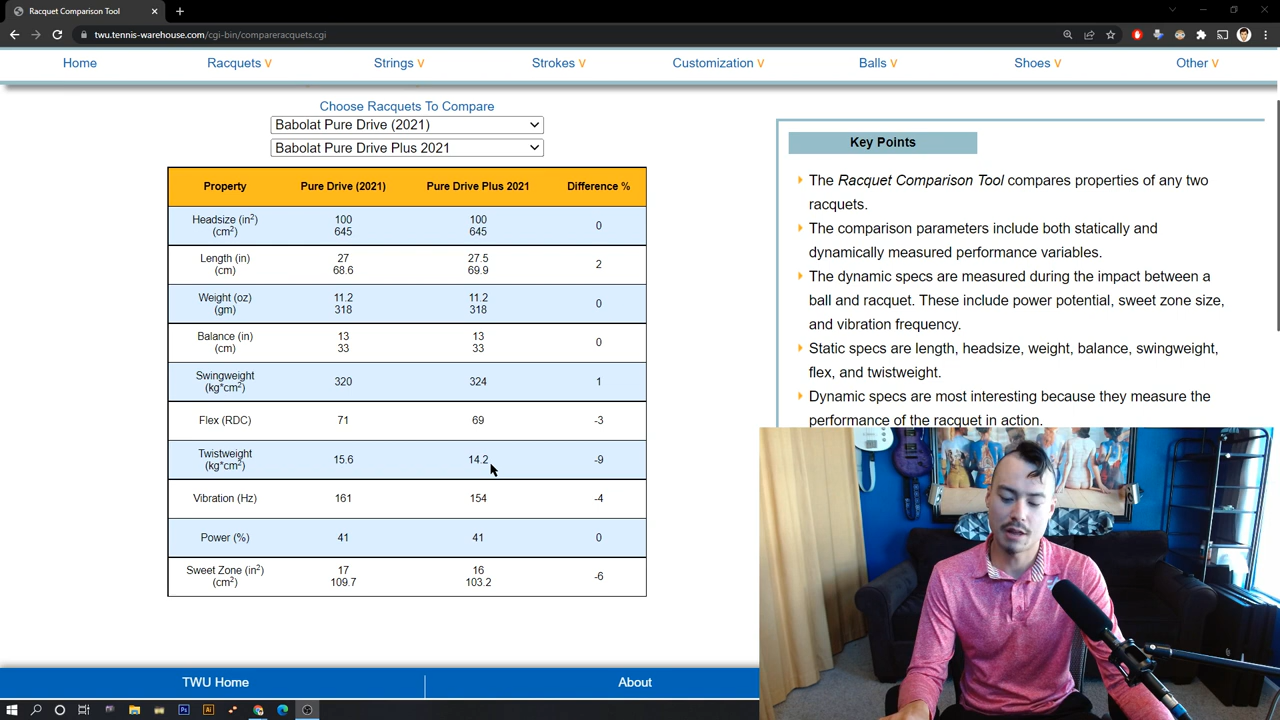 Racquet Comparison Tool
twu.tennis-warehouse.com/cgi-bin/compareracquets.cgi
Home Racquets V Strings V Strokes V Customization V Balls V Shoes V Other V
Choose Racquets To Compare
Babolat Pure Drive (2021)
Babolat Pure Drive Plus 2021
Property Pure Drive (2021) Pure Drive Plus 2021 Difference %
Headsize (in²) 100 100 0
(cm²) 645 645
Length (in) 27 27.5 2
(cm) 68.6 69.9
Weight (oz) 11.2 11.2 0
(gm) 318 318
Balance (in) 13 13 0
(cm) 33 33
Swingweight 320 324 1
(kg*cm²)
Flex (RDC) 71 69 -3
Twistweight 15.6 14.2 -9
(kg*cm²)
Vibration (Hz) 161 154 -4
Power (%) 41 41 0
Sweet Zone (in²) 17 16 -6
(cm²) 109.7 103.2
Key Points
The Racquet Comparison Tool compares properties of any two
racquets.
The comparison parameters include both statically and
dynamically measured performance variables.
The dynamic specs are measured during the impact between a
ball and racquet. These include power potential, sweet zone size,
and vibration frequency.
Static specs are length, headsize, weight, balance, swingweight,
flex, and twistweight.
Dynamic specs are most interesting because they measure the
performance of the racquet in action.
TWU Home About